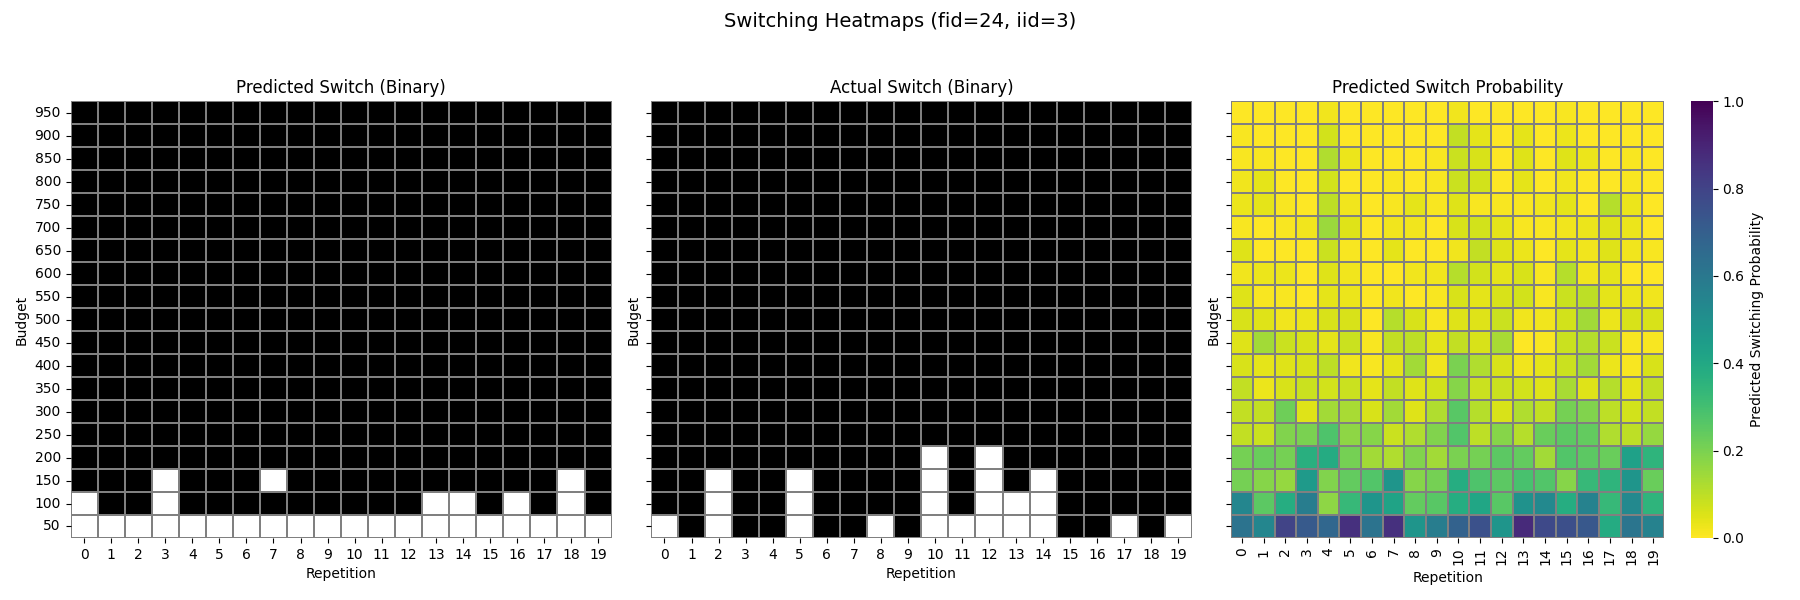 Switching Heatmaps (fid=24, iid=3)
Predicted Switch (Binary)
Budget
950
900
850
800
750
700
650
600
550
500
450
400
350
300
250
200
150
100
50
0 1 2 3 4 5 6 7 8 9 10 11 12 13 14 15 16 17 18 19
Repetition
Actual Switch (Binary)
Budget
0 1 2 3 4 5 6 7 8 9 10 11 12 13 14 15 16 17 18 19
Repetition
Predicted Switch Probability
Budget
0 1 2 3 4 5 6 7 8 9 10 11 12 13 14 15 16 17 18 19
Repetition
1.0
0.8
0.6
0.4
0.2
0.0
Predicted Switching Probability